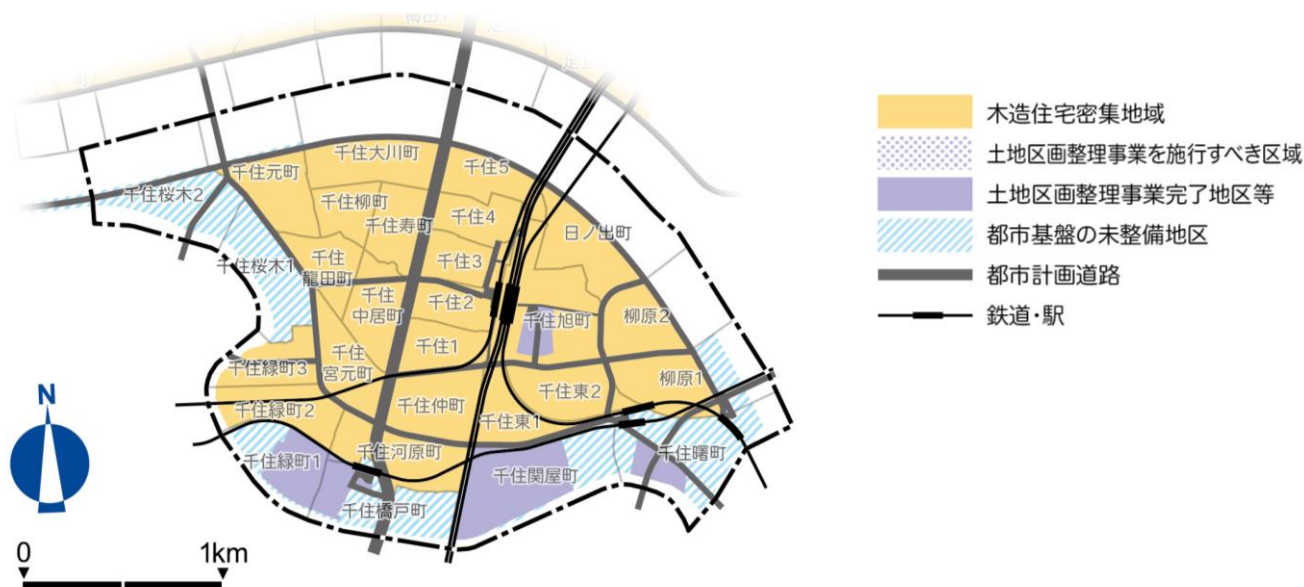 千住大川町
千住5
千住元町
千住桜木2
千住柳町
千住寿町
千住4
日ノ出町
千住桜木1
千住
龍田町
千住3
千住
中居町
千住2
千住旭町
柳原2
千住1
千住緑町3
千住
宮元町
柳原1
千住東2
千住緑町2
千住仲町
千住東1
千住緑町1
千住河原町
千住関屋町
千住曙町
千住橋戸町
木造住宅密集地域
土地区画整理事業を施行すべき区域
土地区画整理事業完了地区等
都市基盤の未整備地区
都市計画道路
鉄道・駅
N
0
1km